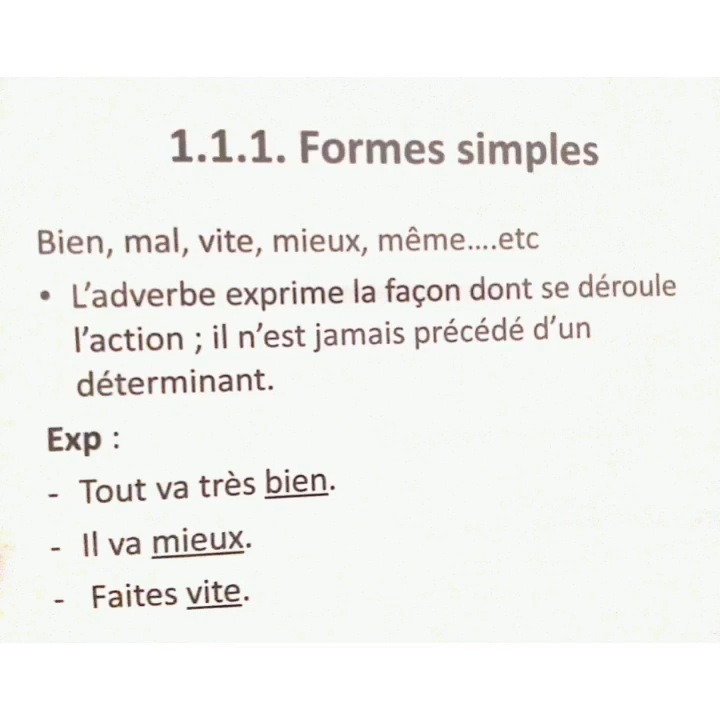 1.1.1. Formes simples
Bien, mal, vite, mieux, même....etc
• L'adverbe exprime la façon dont se déroule
l'action ; il n'est jamais précédé d'un
déterminant.
Exp :
- Tout va très bien.
- Il va mieux.
- Faites vite.